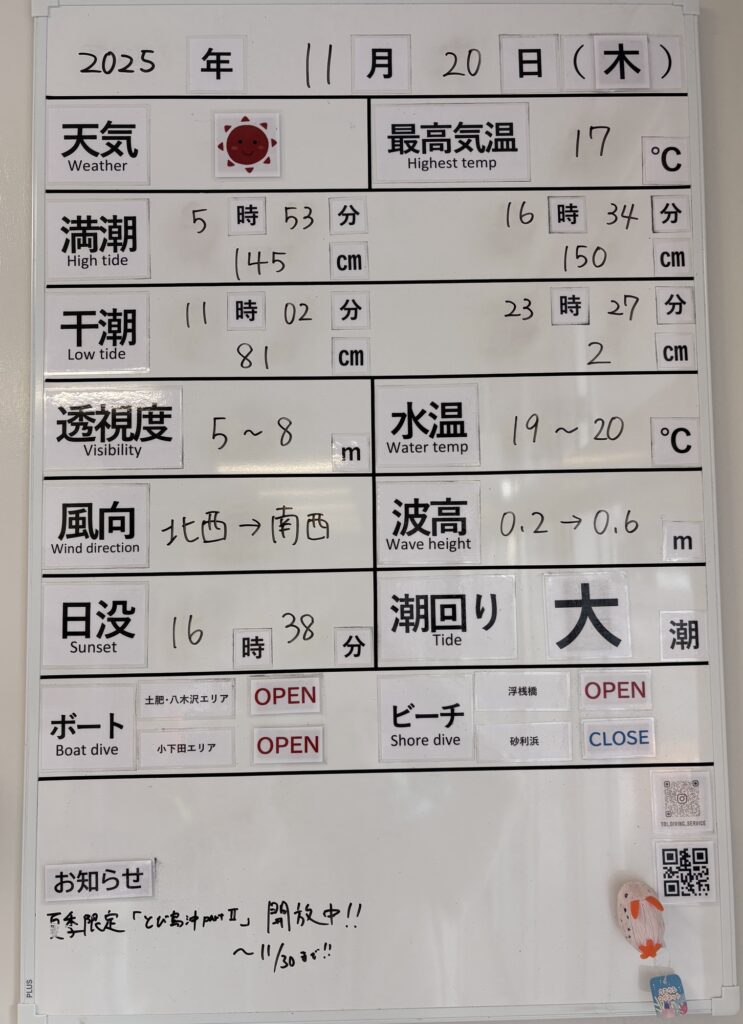 2025 年 11 月 20 日 (木)
天気
Weather
最高気温
Highest temp
17 ℃
満潮
High tide
5 時 53 分
145 cm
16 時 34 分
150 cm
干潮
Low tide
11 時 02 分
81 cm
23 時 27 分
2 cm
透視度
Visibility
5 ～ 8 m
水温
Water temp
19 ～ 20 ℃
風向
Wind direction
北西 → 南西
波高
Wave height
0.2 → 0.6 m
日没
Sunset
16 時 38 分
潮回り
Tide
大 潮
ボート
Boat dive
土肥・八木沢エリア OPEN
小下田エリア OPEN
ビーチ
Shore dive
浮桟橋 OPEN
砂利浜 CLOSE
TOI_DIVING_SERVICE
お知らせ
夏季限定「とび島沖 part Ⅱ」開放中!!
～11/30まで!!
PLUS